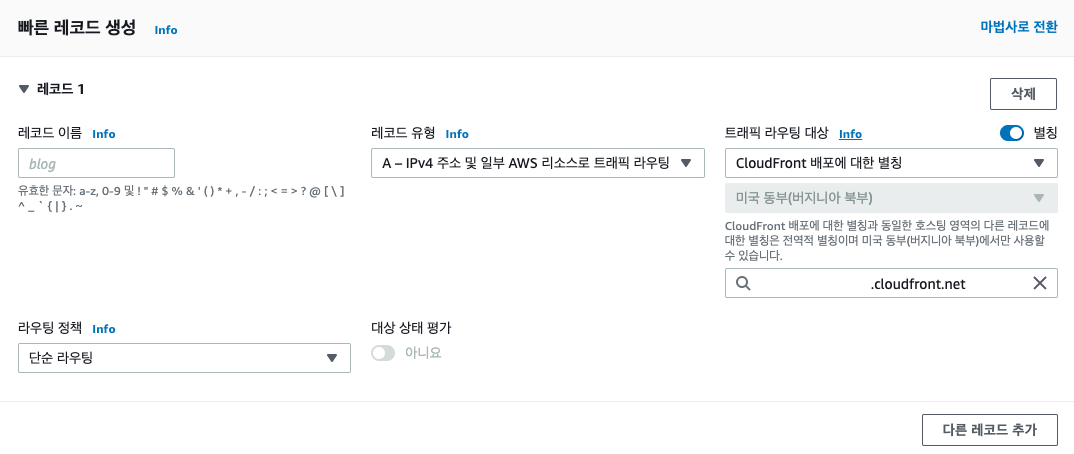 빠른 레코드 생성 Info 마법사로 전환
레코드 1
삭제
레코드 이름 Info
blog
유효한 문자: a-z, 0-9 및 ! " # $ % & ' ( ) * + , - / : ; < = > ? @ [ \ ]
^ _ ` { | } . ~
레코드 유형 Info
A – IPv4 주소 및 일부 AWS 리소스로 트래픽 라우팅
트래픽 라우팅 대상 Info 별칭
CloudFront 배포에 대한 별칭
미국 동부(버지니아 북부)
CloudFront 배포에 대한 별칭과 동일한 호스팅 영역의 다른 레코드에
대한 별칭은 전역적 별칭이며 미국 동부(버지니아 북부)에서만 사용할
수 있습니다.
.cloudfront.net
라우팅 정책 Info
단순 라우팅
대상 상태 평가
아니요
다른 레코드 추가